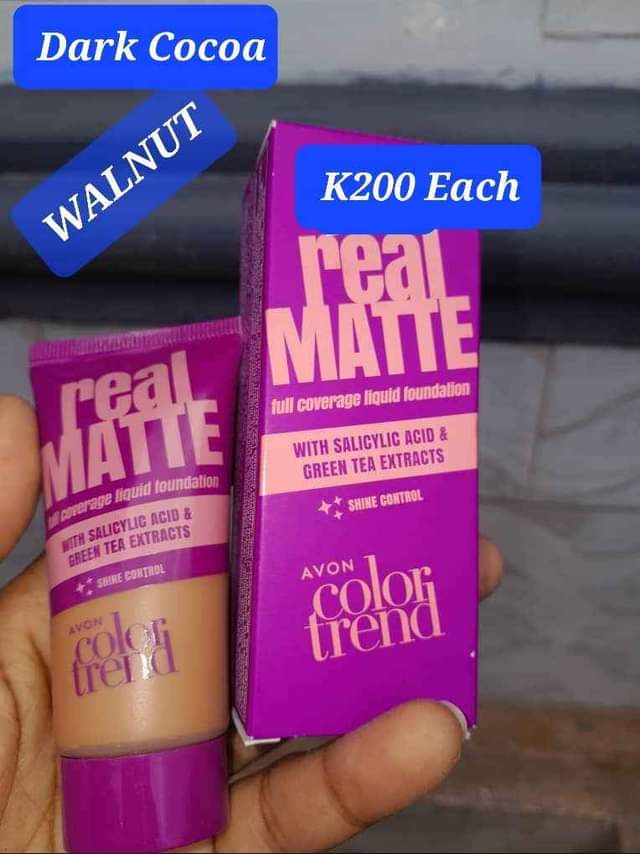 Dark Cocoa
WALNUT
K200 Each
real
MATTE
full coverage liquid foundation
WITH SALICYLIC ACID &
GREEN TEA EXTRACTS
SHINE CONTROL
AVON
color
trend
real
MATTE
full coverage liquid foundation
WITH SALICYLIC ACID &
GREEN TEA EXTRACTS
SHINE CONTROL
AVON
color
trend